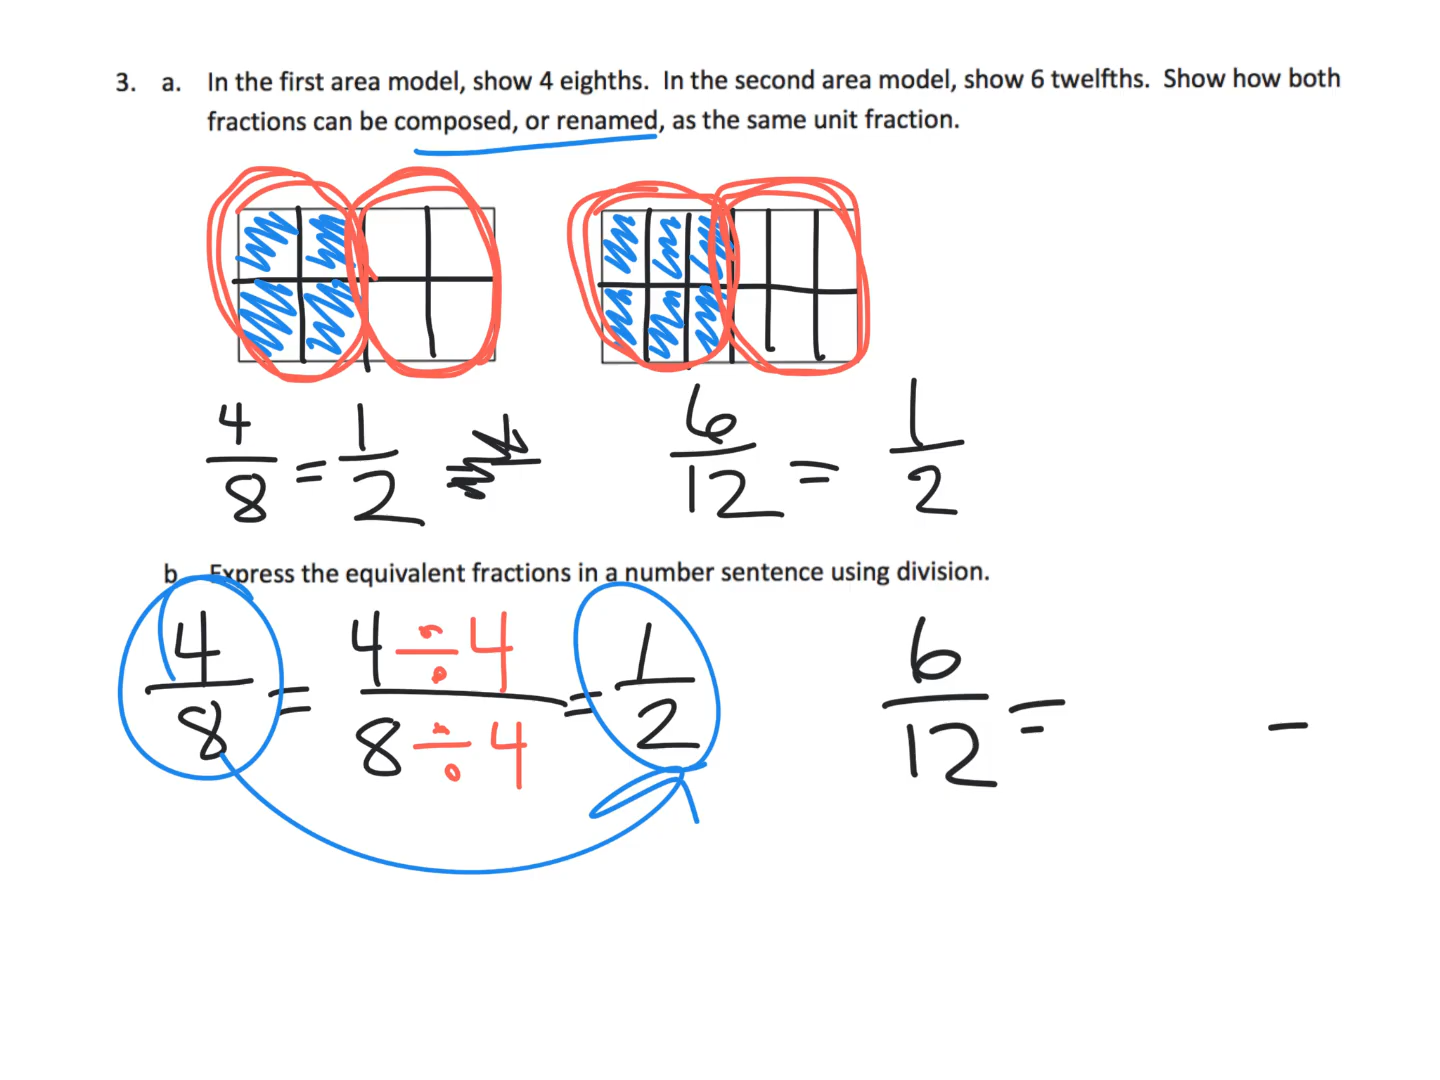 3. a. In the first area model, show 4 eighths. In the second area model, show 6 twelfths. Show how both
fractions can be composed, or renamed, as the same unit fraction.
4/8 = 1/2 6/12 = 1/2
b. Express the equivalent fractions in a number sentence using division.
4/8 = 4÷4/8÷4 = 1/2 6/12 = –